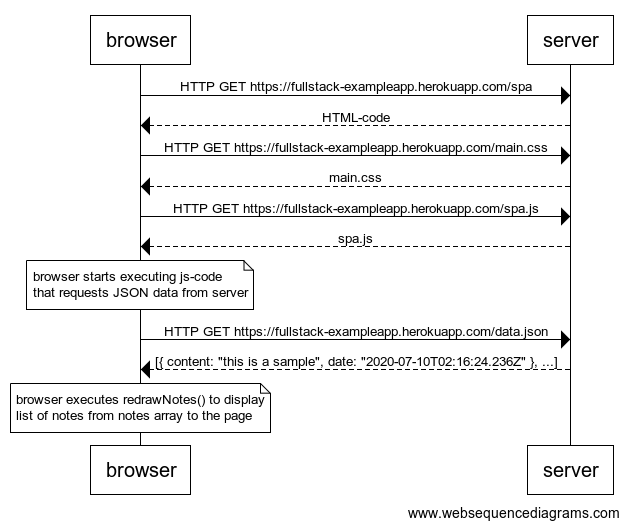 browser
server
HTTP GET https://fullstack-exampleapp.herokuapp.com/spa
HTML-code
HTTP GET https://fullstack-exampleapp.herokuapp.com/main.css
main.css
HTTP GET https://fullstack-exampleapp.herokuapp.com/spa.js
spa.js
browser starts executing js-code
that requests JSON data from server
HTTP GET https://fullstack-exampleapp.herokuapp.com/data.json
[{ content: "this is a sample", date: "2020-07-10T02:16:24.236Z" }, ...]
browser executes redrawNotes() to display
list of notes from notes array to the page
browser
server
www.websequencediagrams.com